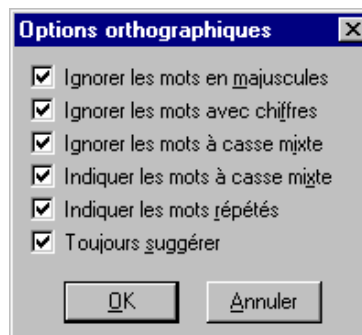 Options orthographiques
Ignorer les mots en majuscules
Ignorer les mots avec chiffres
Ignorer les mots à casse mixte
Indiquer les mots à casse mixte
Indiquer les mots répétés
Toujours suggérer
OK Annuler